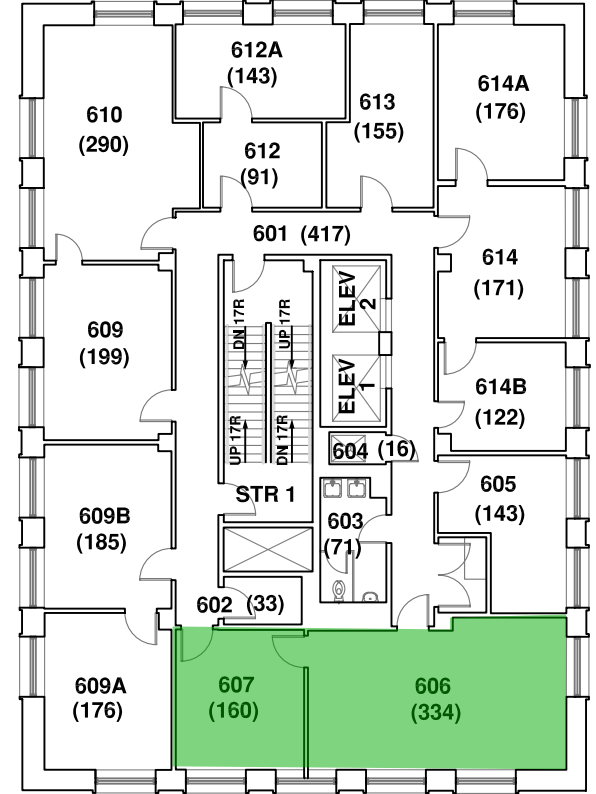 612A
(143)
614A
(176)
610
(290)
613
(155)
612
(91)
601 (417)
614
(171)
ELEV
2
DN 17R
UP 17R
609
(199)
ELEV
1
614B
(122)
UP 17R
DN 17R
604 (16)
STR 1
605
(143)
609B
(185)
603
(71)
602 (33)
609A
(176)
607
(160)
606
(334)